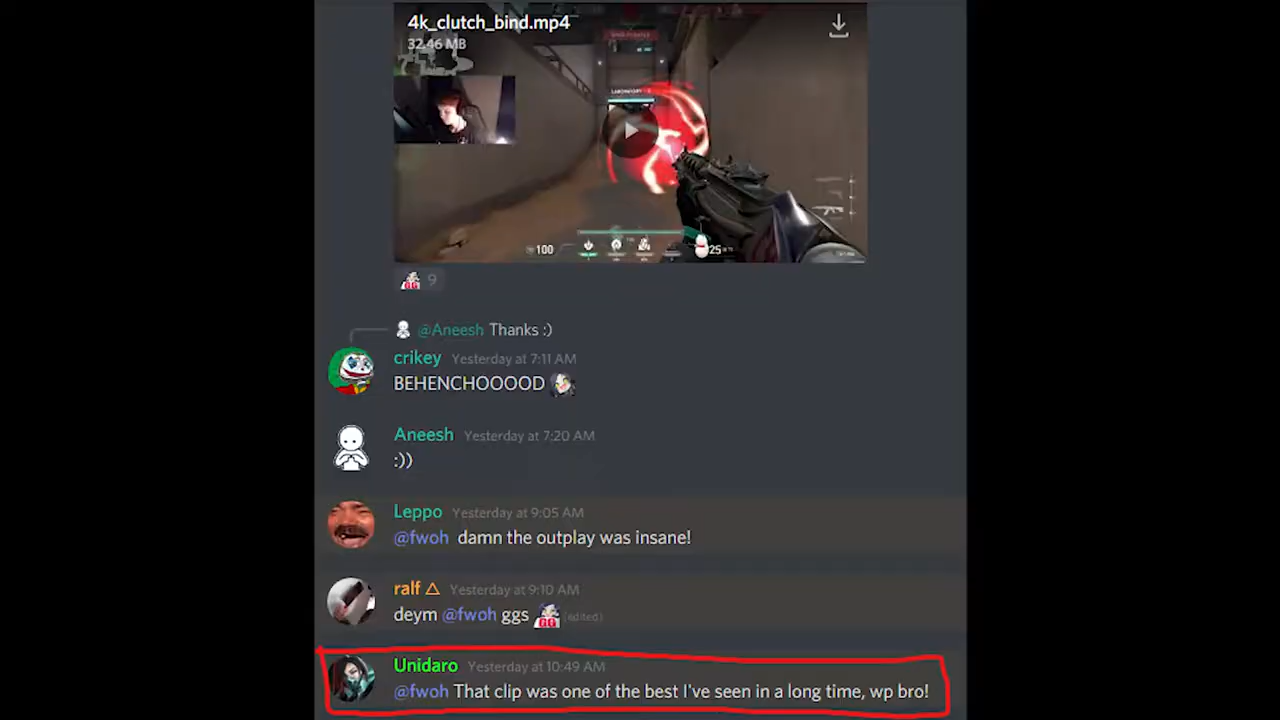 4k_clutch_bind.mp4
32.46 MB
100
25
9
@Aneesh Thanks :)
crikey Yesterday at 7:11 AM
BEHENCHOOOOD
Aneesh Yesterday at 7:20 AM
:))
Leppo Yesterday at 9:05 AM
@fwoh damn the outplay was insane!
ralf △ Yesterday at 9:10 AM
deym @fwoh ggs GG (edited)
Unidaro Yesterday at 10:49 AM
@fwoh That clip was one of the best I've seen in a long time, wp bro!